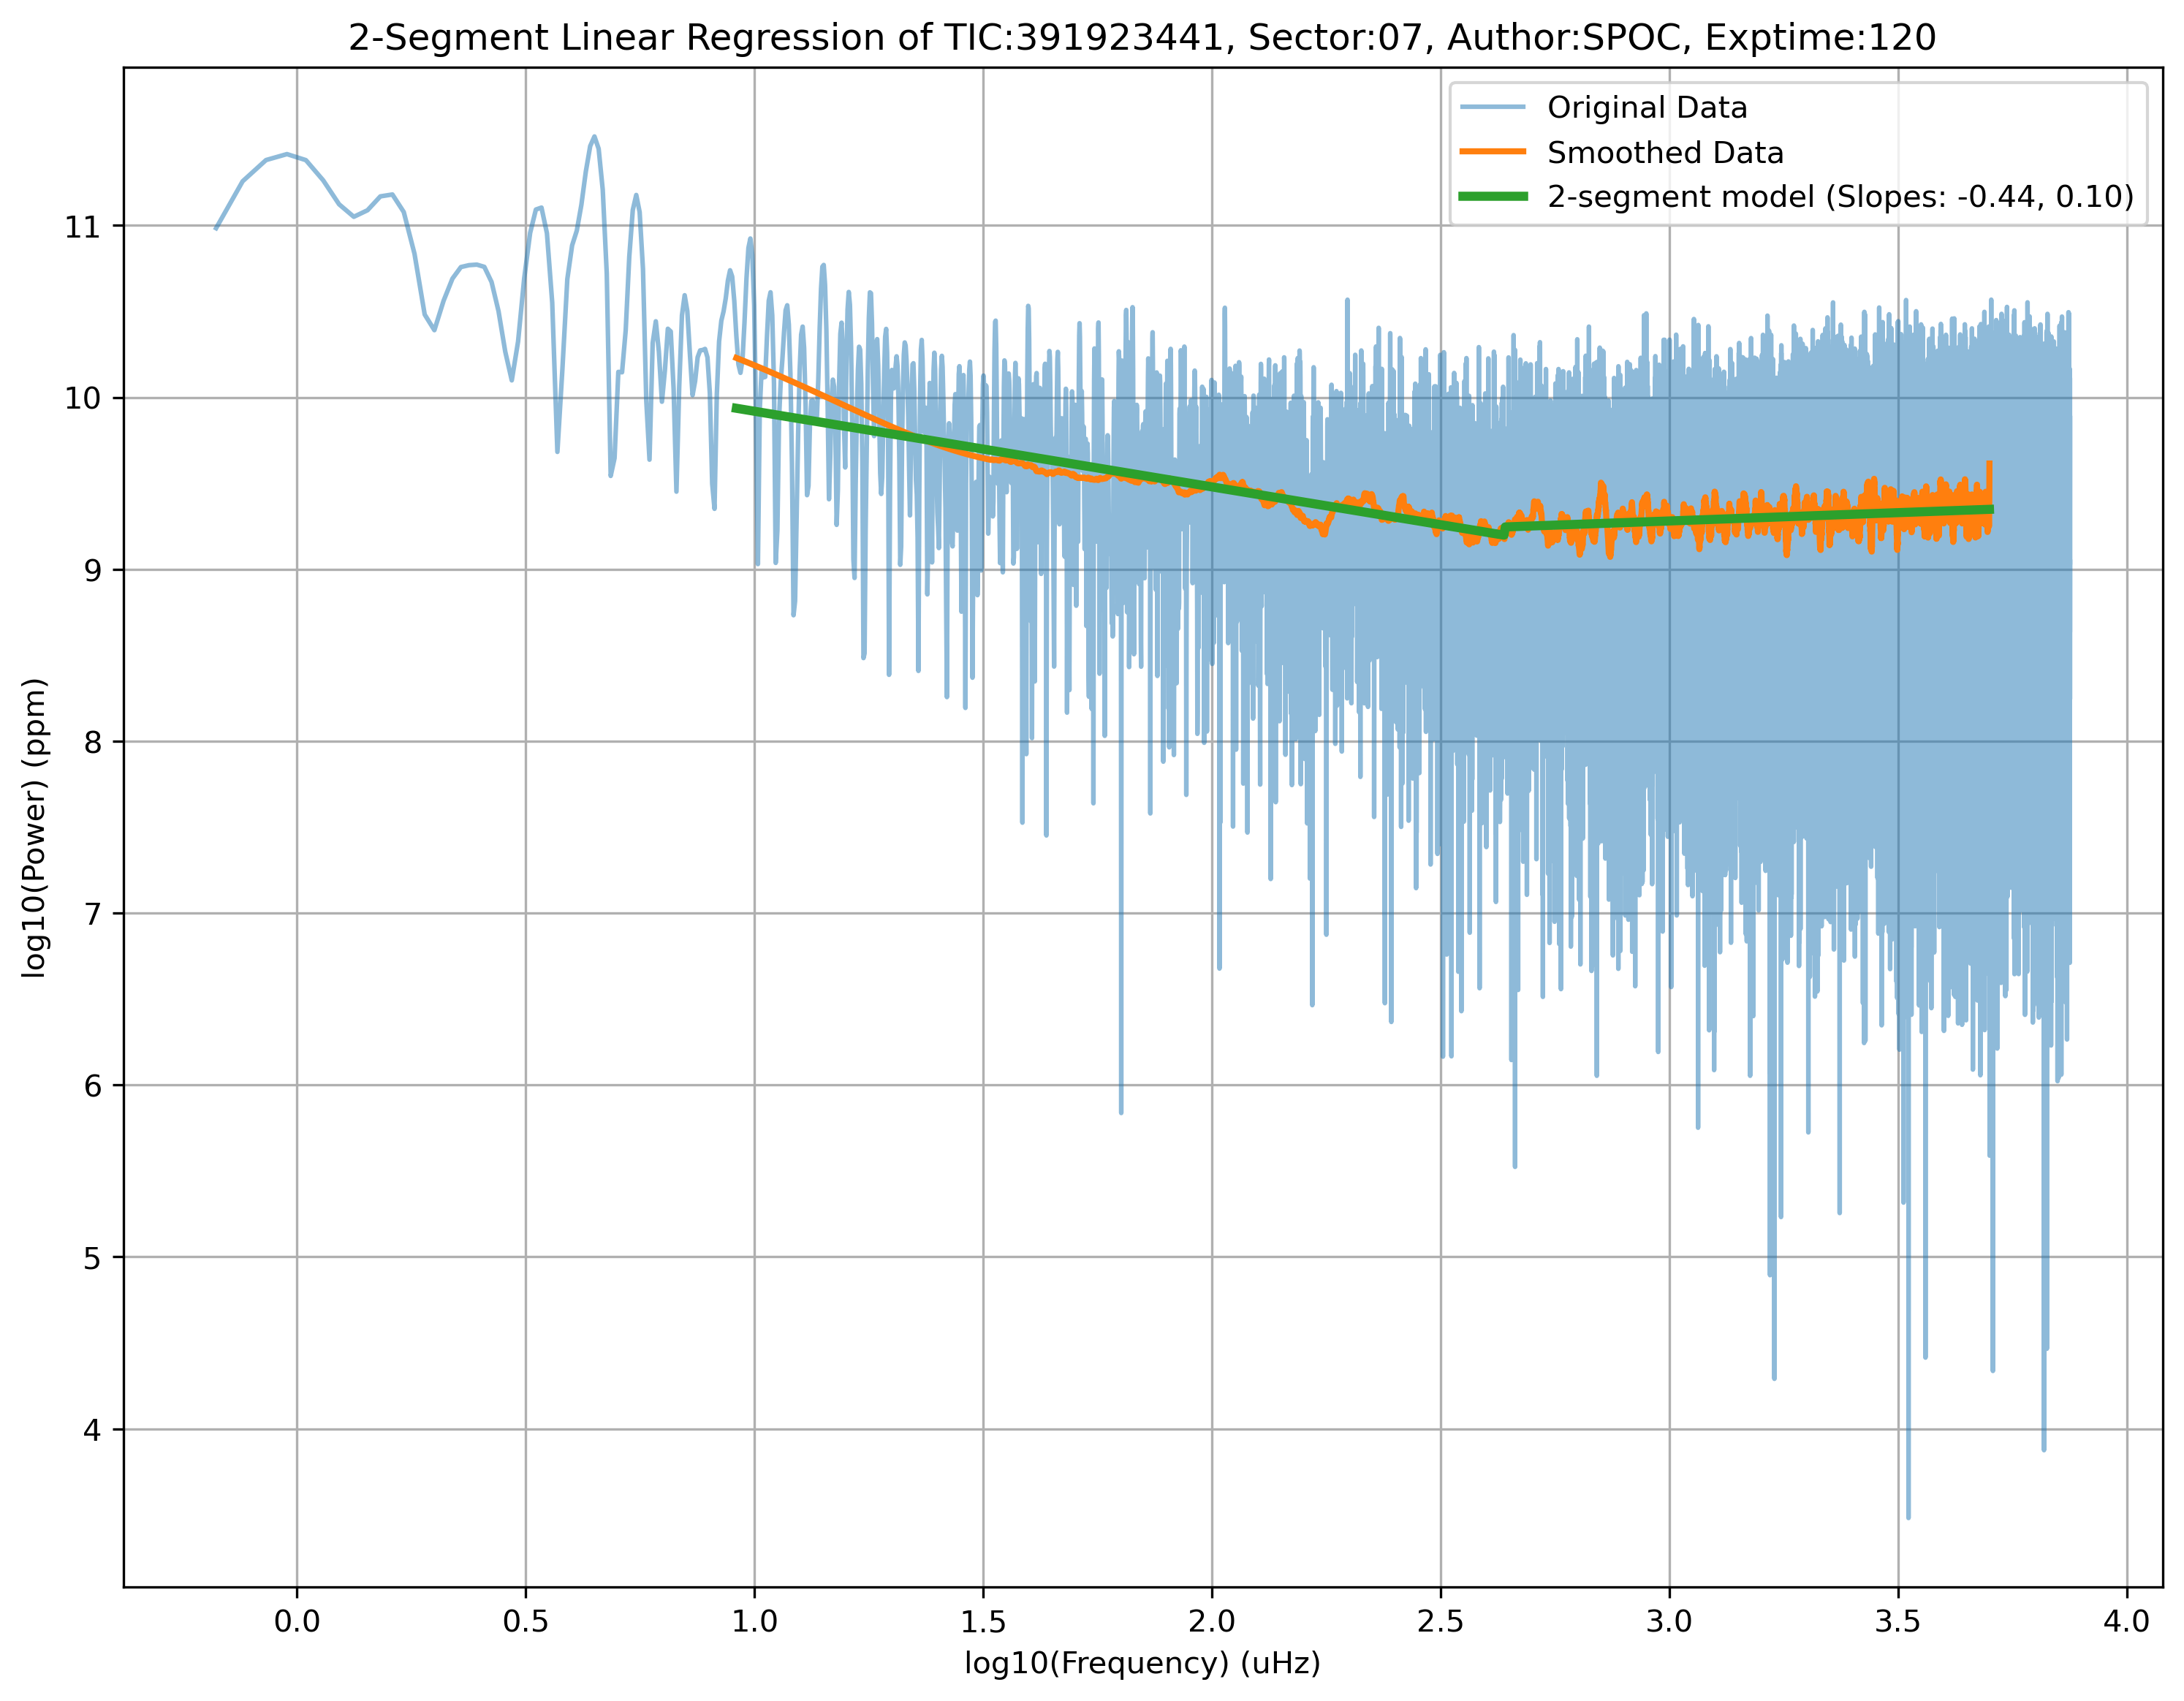 2-Segment Linear Regression of TIC:391923441, Sector:07, Author:SPOC, Exptime:120
Original Data
Smoothed Data
2-segment model (Slopes: -0.44, 0.10)
log10(Power) (ppm)
11
10
9
8
7
6
5
4
0.0 0.5 1.0 1.5 2.0 2.5 3.0 3.5 4.0
log10(Frequency) (uHz)